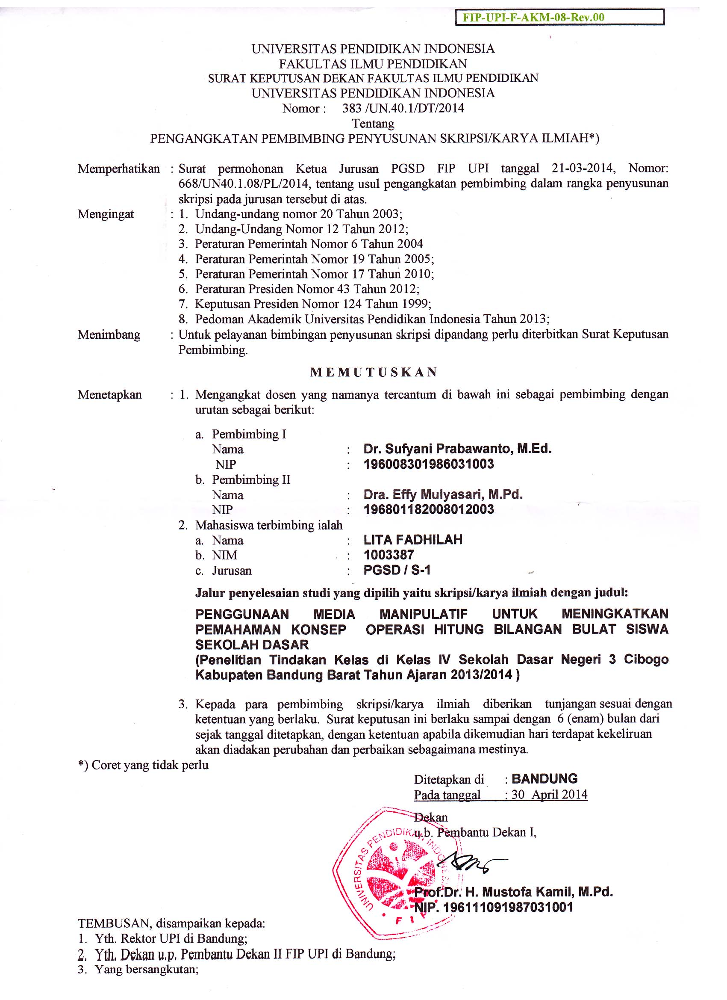 FIP-UPI-F-AKM-08-Rev.00
UNIVERSITAS PENDIDIKAN INDONESIA
FAKULTAS ILMU PENDIDIKAN
SURAT KEPUTUSAN DEKAN FAKULTAS ILMU PENDIDIKAN
UNIVERSITAS PENDIDIKAN INDONESIA
Nomor : 383 /UN.40.1/DT/2014
Tentang
PENGANGKATAN PEMBIMBING PENYUSUNAN SKRIPSI/KARYA ILMIAH*)
Memperhatikan : Surat permohonan Ketua Jurusan PGSD FIP UPI tanggal 21-03-2014, Nomor:
668/UN40.1.08/PL/2014, tentang usul pengangkatan pembimbing dalam rangka penyusunan
skripsi pada jurusan tersebut di atas.
Mengingat : 1. Undang-undang nomor 20 Tahun 2003;
2. Undang-Undang Nomor 12 Tahun 2012;
3. Peraturan Pemerintah Nomor 6 Tahun 2004
4. Peraturan Pemerintah Nomor 19 Tahun 2005;
5. Peraturan Pemerintah Nomor 17 Tahun 2010;
6. Peraturan Presiden Nomor 43 Tahun 2012;
7. Keputusan Presiden Nomor 124 Tahun 1999;
8. Pedoman Akademik Universitas Pendidikan Indonesia Tahun 2013;
Menimbang : Untuk pelayanan bimbingan penyusunan skripsi dipandang perlu diterbitkan Surat Keputusan
Pembimbing.
M E M U T U S K A N
Menetapkan : 1. Mengangkat dosen yang namanya tercantum di bawah ini sebagai pembimbing dengan
urutan sebagai berikut:
a. Pembimbing I
Nama : Dr. Sufyani Prabawanto, M.Ed.
NIP : 196008301986031003
b. Pembimbing II
Nama : Dra. Effy Mulyasari, M.Pd.
NIP : 196801182008012003
2. Mahasiswa terbimbing ialah
a. Nama : LITA FADHILAH
b. NIM : 1003387
c. Jurusan : PGSD / S-1
Jalur penyelesaian studi yang dipilih yaitu skripsi/karya ilmiah dengan judul:
PENGGUNAAN MEDIA MANIPULATIF UNTUK MENINGKATKAN
PEMAHAMAN KONSEP OPERASI HITUNG BILANGAN BULAT SISWA
SEKOLAH DASAR
(Penelitian Tindakan Kelas di Kelas IV Sekolah Dasar Negeri 3 Cibogo
Kabupaten Bandung Barat Tahun Ajaran 2013/2014 )
3. Kepada para pembimbing skripsi/karya ilmiah diberikan tunjangan sesuai dengan
ketentuan yang berlaku. Surat keputusan ini berlaku sampai dengan 6 (enam) bulan dari
sejak tanggal ditetapkan, dengan ketentuan apabila dikemudian hari terdapat kekeliruan
akan diadakan perubahan dan perbaikan sebagaimana mestinya.
*) Coret yang tidak perlu
Ditetapkan di : BANDUNG
Pada tanggal : 30 April 2014
Dekan
u.b. Pembantu Dekan I,
UNIVERSITAS PENDIDIKAN INDONESIA
FIP
Prof.Dr. H. Mustofa Kamil, M.Pd.
NIP. 196111091987031001
TEMBUSAN, disampaikan kepada:
1. Yth. Rektor UPI di Bandung;
2. Yth. Dekan u.p. Pembantu Dekan II FIP UPI di Bandung;
3. Yang bersangkutan;